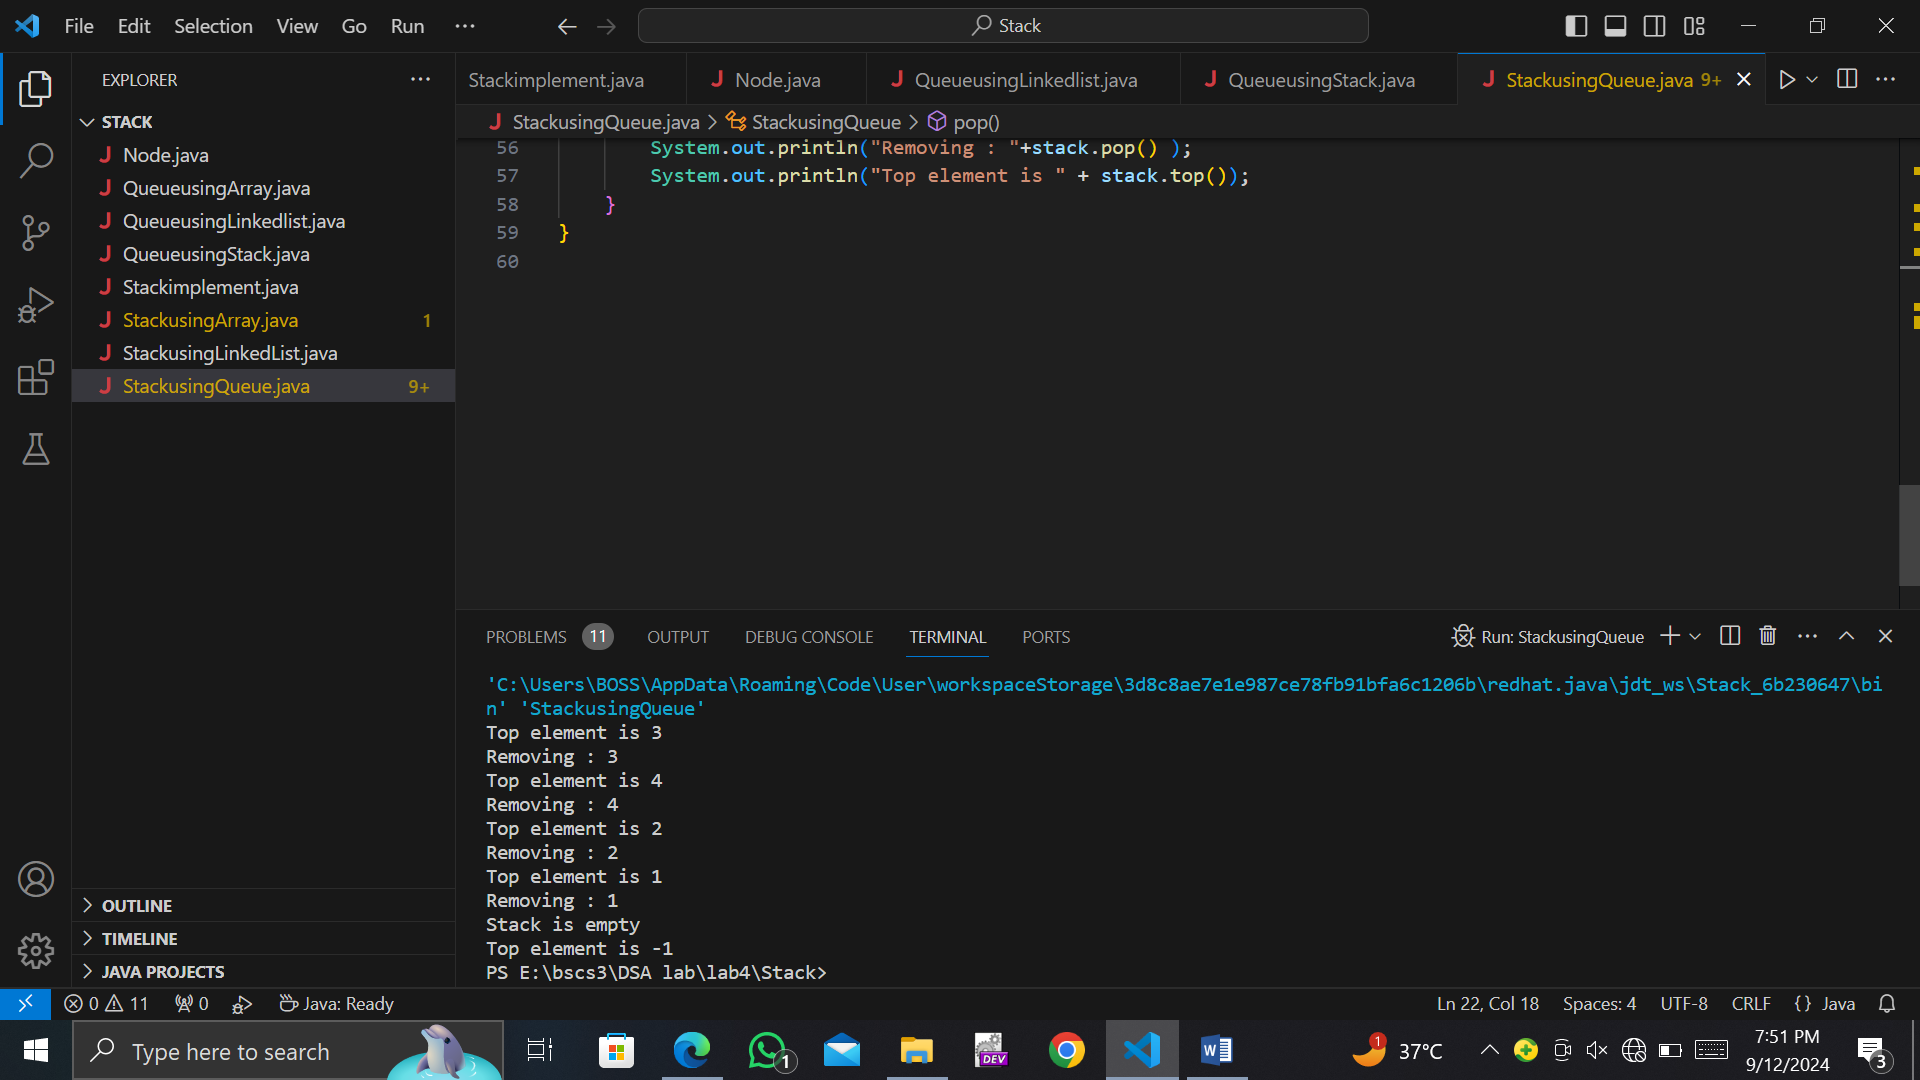 File Edit Selection View Go Run ···
Stack
EXPLORER
STACK
Node.java
QueueusingArray.java
QueueusingLinkedlist.java
QueueusingStack.java
Stackimplement.java
StackusingArray.java 1
StackusingLinkedList.java
StackusingQueue.java 9+
OUTLINE
TIMELINE
JAVA PROJECTS
Stackimplement.java Node.java QueueusingLinkedlist.java QueueusingStack.java StackusingQueue.java 9+
StackusingQueue.java > StackusingQueue > pop()
56 System.out.println("Removing : "+stack.pop() );
57 System.out.println("Top element is " + stack.top());
58 }
59 }
60
PROBLEMS 11 OUTPUT DEBUG CONSOLE TERMINAL PORTS Run: StackusingQueue
'C:\Users\BOSS\AppData\Roaming\Code\User\workspaceStorage\3d8c8ae7e1e987ce78fb91bfa6c1206b\redhat.java\jdt_ws\Stack_6b230647\bi
n' 'StackusingQueue'
Top element is 3
Removing : 3
Top element is 4
Removing : 4
Top element is 2
Removing : 2
Top element is 1
Removing : 1
Stack is empty
Top element is -1
PS E:\bscs3\DSA lab\lab4\Stack>
0 11 0 Java: Ready Ln 22, Col 18 Spaces: 4 UTF-8 CRLF {} Java
Type here to search 1 DEV 1 37°C 7:51 PM
9/12/2024 3